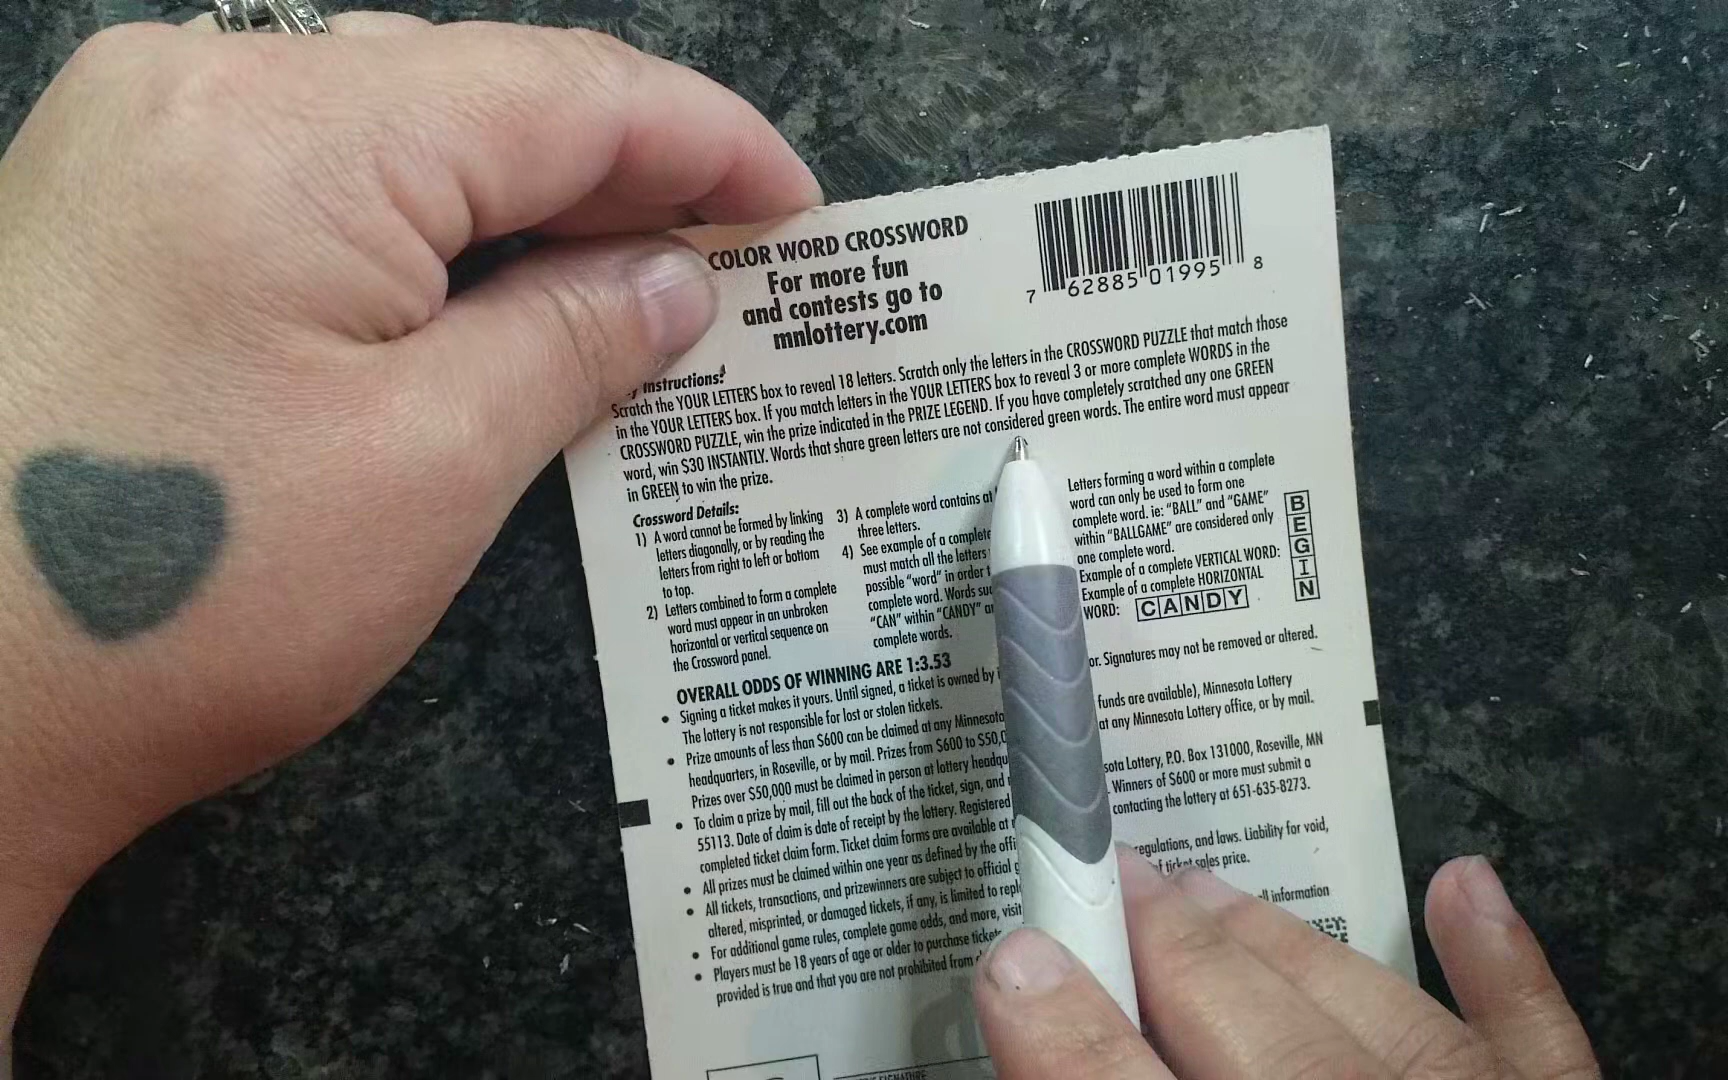 COLOR WORD CROSSWORD
For more fun
and contests go to
mnlottery.com
7 62885 01995 8
Instructions:
Scratch the YOUR LETTERS box to reveal 18 letters. Scratch only the letters in the CROSSWORD PUZZLE that match those
in the YOUR LETTERS box. If you match letters in the YOUR LETTERS box to reveal 3 or more complete WORDS in the
CROSSWORD PUZZLE, win the prize indicated in the PRIZE LEGEND. If you have completely scratched any one GREEN
word, win $30 INSTANTLY. Words that share green letters are not considered green words. The entire word must appear
in GREEN to win the prize.
Crossword Details:
1) A word cannot be formed by linking
letters diagonally, or by reading the
letters from right to left or bottom
to top.
2) Letters combined to form a complete
word must appear in an unbroken
horizontal or vertical sequence on
the Crossword panel.
3) A complete word contains at
three letters.
4) See example of a complete
must match all the letters
possible "word" in order
complete word. Words
"CAN" within "CANDY"
complete words.
Letters forming a word within a complete
word can only be used to form one
complete word. ie: "BALL" and "GAME"
within "BALLGAME" are considered only
one complete word.
Example of a complete VERTICAL WORD:
Example of a complete HORIZONTAL
WORD: CANDY
BEGIN
OVERALL ODDS OF WINNING ARE 1:3.53
• Signing a ticket makes it yours. Until signed, a ticket is owned by or. Signatures may not be removed or altered.
The lottery is not responsible for lost or stolen tickets.
• Prize amounts of less than $600 can be claimed at any Minnesota funds are available), Minnesota Lottery
headquarters, in Roseville, or by mail. Prizes from $600 to $50,0 at any Minnesota Lottery office, or by mail.
Prizes over $50,000 must be claimed in person at lottery
• To claim a prize by mail, fill out the back of the ticket, sign, and sota Lottery, P.O. Box 131000, Roseville, MN
55113. Date of claim is date of receipt by the lottery. Registered Winners of $600 or more must submit a
completed ticket claim form. Ticket claim forms are available at contacting the lottery at 651-635-8273.
• All prizes must be claimed within one year as defined by the
• All tickets, transactions, and prizewinners are subject to official regulations, and laws. Liability for void,
altered, misprinted, or damaged tickets, if any, is limited to of ticket sales price.
• For additional game rules, complete game odds, and more, visit
• Players must be 18 years of age or older to purchase information
provided is true and that you are not prohibited from